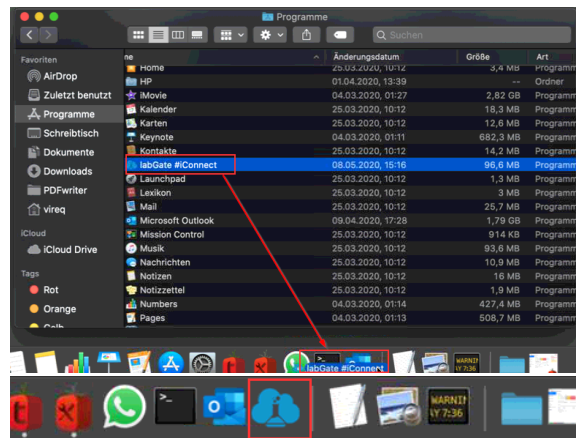 Programme
Suchen
Favoriten
AirDrop
Zuletzt benutzt
Programme
Schreibtisch
Dokumente
Downloads
PDFwriter
vireq
iCloud
iCloud Drive
Tags
Rot
Orange
Gelb
ne Änderungsdatum Größe Art
Home 25.03.2020, 10:12 3,4 MB Programm
HP 01.04.2020, 13:39 -- Ordner
iMovie 04.03.2020, 01:27 2,82 GB Programm
Kalender 25.03.2020, 10:12 18,3 MB Programm
Karten 25.03.2020, 10:12 12,6 MB Programm
Keynote 04.03.2020, 01:11 682,3 MB Programm
Kontakte 25.03.2020, 10:12 14,2 MB Programm
labGate #iConnect 08.05.2020, 15:16 96,6 MB Programm
Launchpad 25.03.2020, 10:12 1,3 MB Programm
Lexikon 25.03.2020, 10:12 3 MB Programm
Mail 25.03.2020, 10:12 25,7 MB Programm
Microsoft Outlook 09.04.2020, 17:28 1,79 GB Programm
Mission Control 25.03.2020, 10:12 914 KB Programm
Musik 25.03.2020, 10:12 93,6 MB Programm
Nachrichten 25.03.2020, 10:12 10,9 MB Programm
Notizen 25.03.2020, 10:12 16 MB Programm
Notizzettel 25.03.2020, 10:12 1,9 MB Programm
Numbers 04.03.2020, 01:14 427,4 MB Programm
Pages 04.03.2020, 01:13 508,7 MB Programm
labGate #iConnect
WARNIN
Y 7:36
WARNIN
Y 7:36